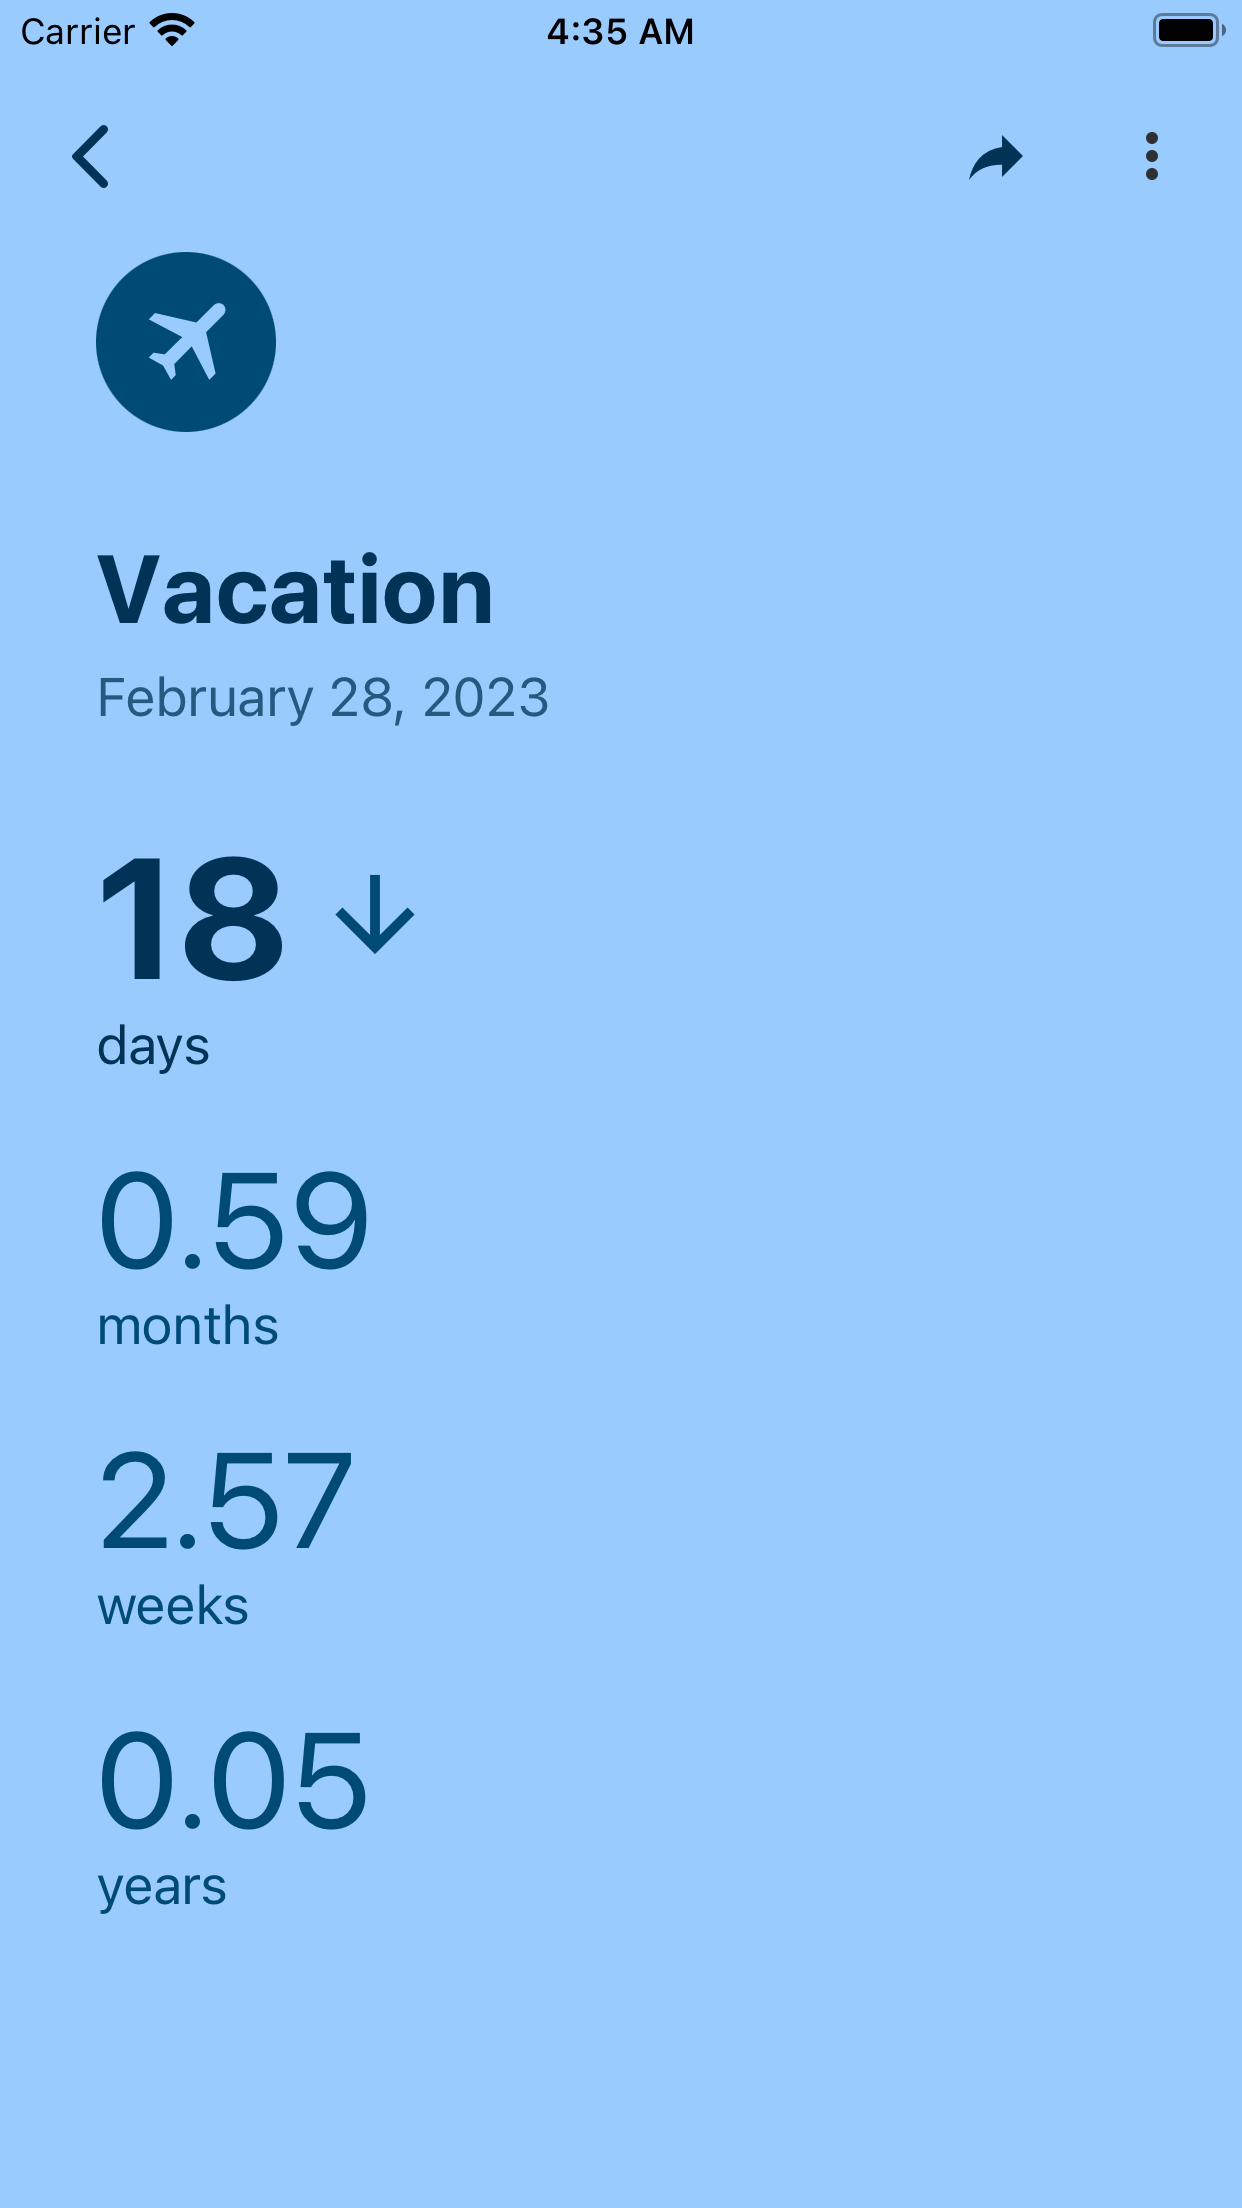 Carrier 4:35 AM
Vacation
February 28, 2023
18
days
0.59
months
2.57
weeks
0.05
years